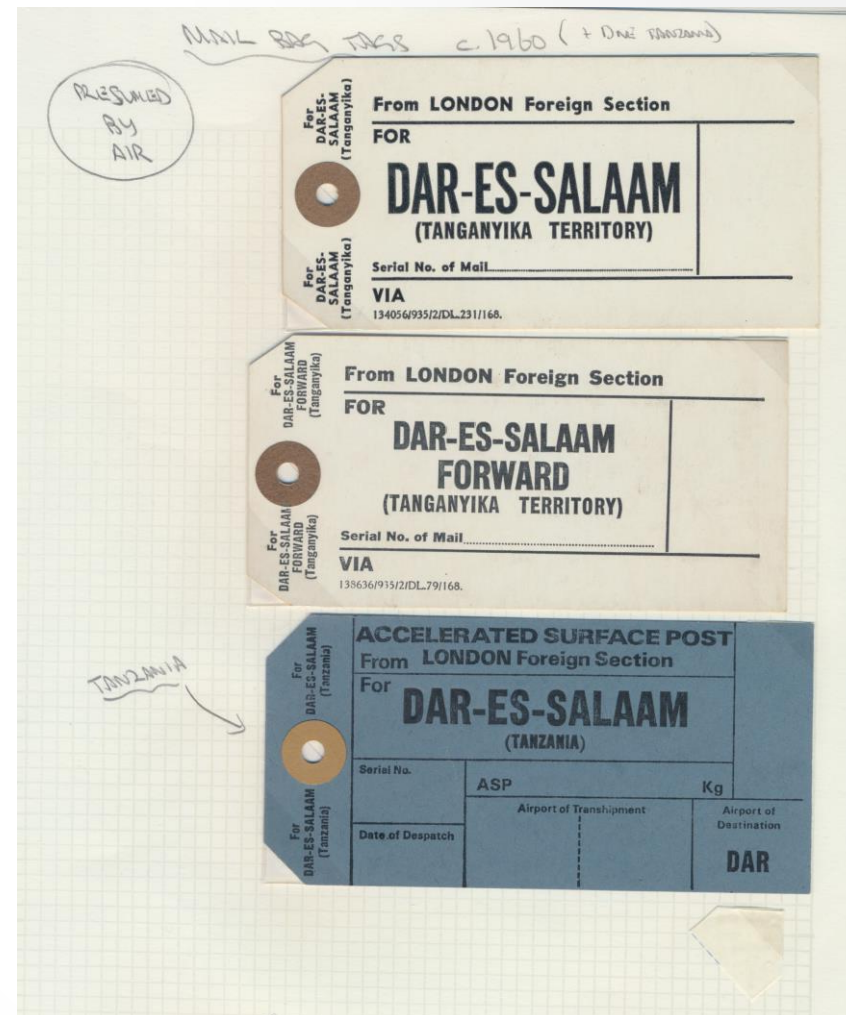 MAIL BAG TAGS c. 1960 (+ ONE TANZANIA)
PRESUMED
BY
AIR
For
DAR-ES-
SALAAM
(Tanganyika)
For
DAR-ES-
SALAAM
(Tanganyika)
From LONDON Foreign Section
FOR
DAR-ES-SALAAM
(TANGANYIKA TERRITORY)
Serial No. of Mail
VIA
134056/935/2/DL.231/168.
For
DAR-ES-SALAAM
FORWARD
(Tanganyika)
For
DAR-ES-SALAAM
FORWARD
(Tanganyika)
From LONDON Foreign Section
FOR
DAR-ES-SALAAM
FORWARD
(TANGANYIKA TERRITORY)
Serial No. of Mail
VIA
138636/935/2/DL.79/168.
TANZANIA
For
DAR-ES-SALAAM
(Tanzania)
For
DAR-ES-SALAAM
(Tanzania)
ACCELERATED SURFACE POST
From LONDON Foreign Section
For
DAR-ES-SALAAM
(TANZANIA)
Serial No.
ASP Kg
Date of Despatch
Airport of Transhipment
Airport of
Destination
DAR